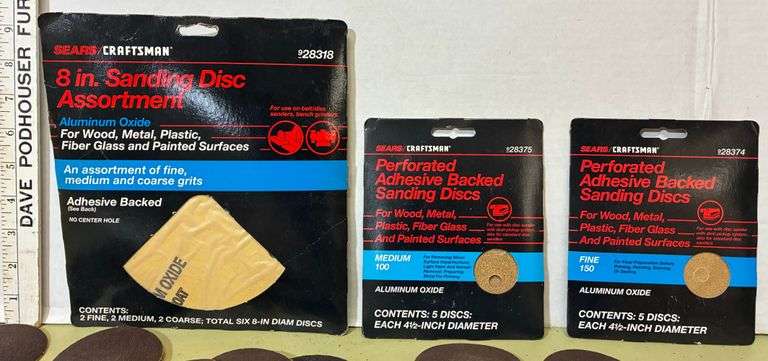 DAVE PODHOUSER FUR
SEARS/CRAFTSMAN
928318
8 in. Sanding Disc
Assortment
Aluminum Oxide
For Wood, Metal, Plastic,
Fiber Glass and Painted Surfaces
For use on belt/disc
sanders, bench grinders
An assortment of fine,
medium and coarse grits
Adhesive Backed
(See Back)
NO CENTER HOLE
OXIDE
CONTENTS:
2 FINE, 2 MEDIUM, 2 COARSE; TOTAL SIX 8-IN DIAM DISCS
SEARS/CRAFTSMAN
928375
Perforated
Adhesive Backed
Sanding Discs
For Wood, Metal,
Plastic, Fiber Glass
And Painted Surfaces
MEDIUM
100
ALUMINUM OXIDE
CONTENTS: 5 DISCS:
EACH 4½-INCH DIAMETER
SEARS/CRAFTSMAN
928374
Perforated
Adhesive Backed
Sanding Discs
For Wood, Metal,
Plastic, Fiber Glass
And Painted Surfaces
FINE
150
ALUMINUM OXIDE
CONTENTS: 5 DISCS:
EACH 4½-INCH DIAMETER